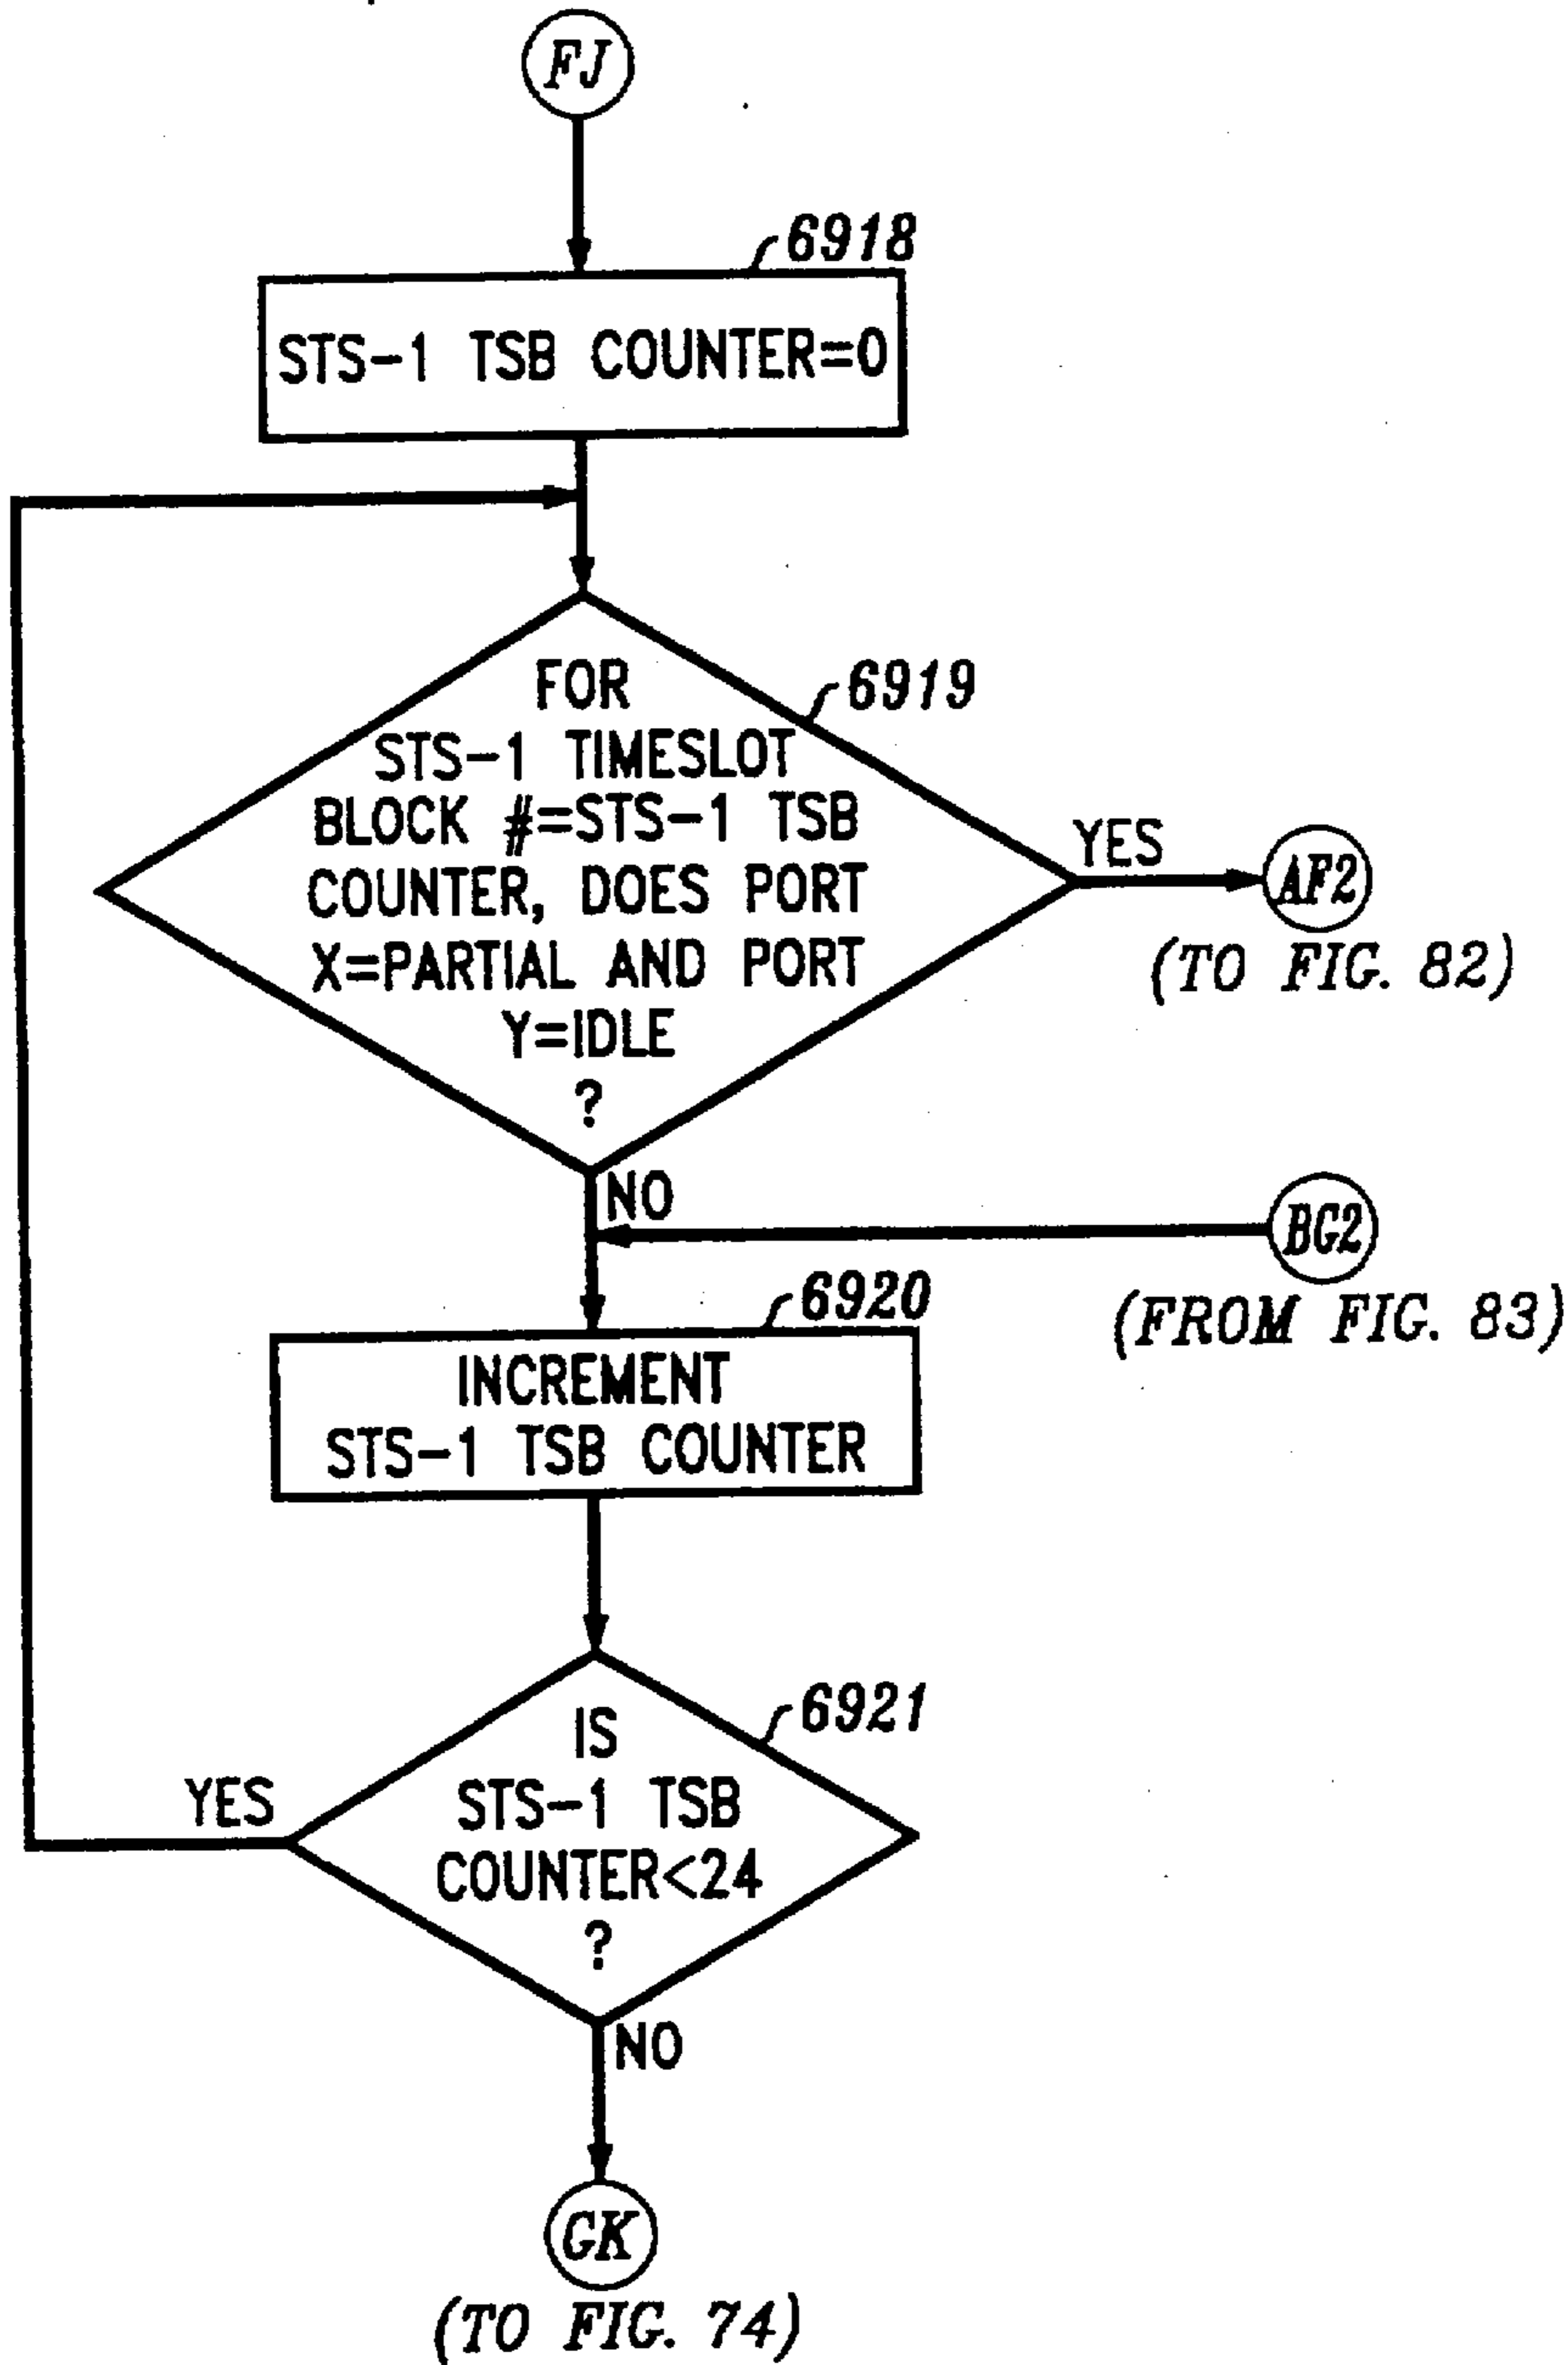 FJ
6918
STS-1 TSB COUNTER=0
FOR
6919
STS-1 TIMESLOT
BLOCK #=STS-1 TSB
COUNTER, DOES PORT
X=PARTIAL AND PORT
Y=IDLE
?
YES
AF2
(TO FIG. 82)
NO
BG2
(FROM FIG. 83)
6920
INCREMENT
STS-1 TSB COUNTER
6921
IS
STS-1 TSB
COUNTER<24
?
YES
NO
GK
(TO FIG. 74)